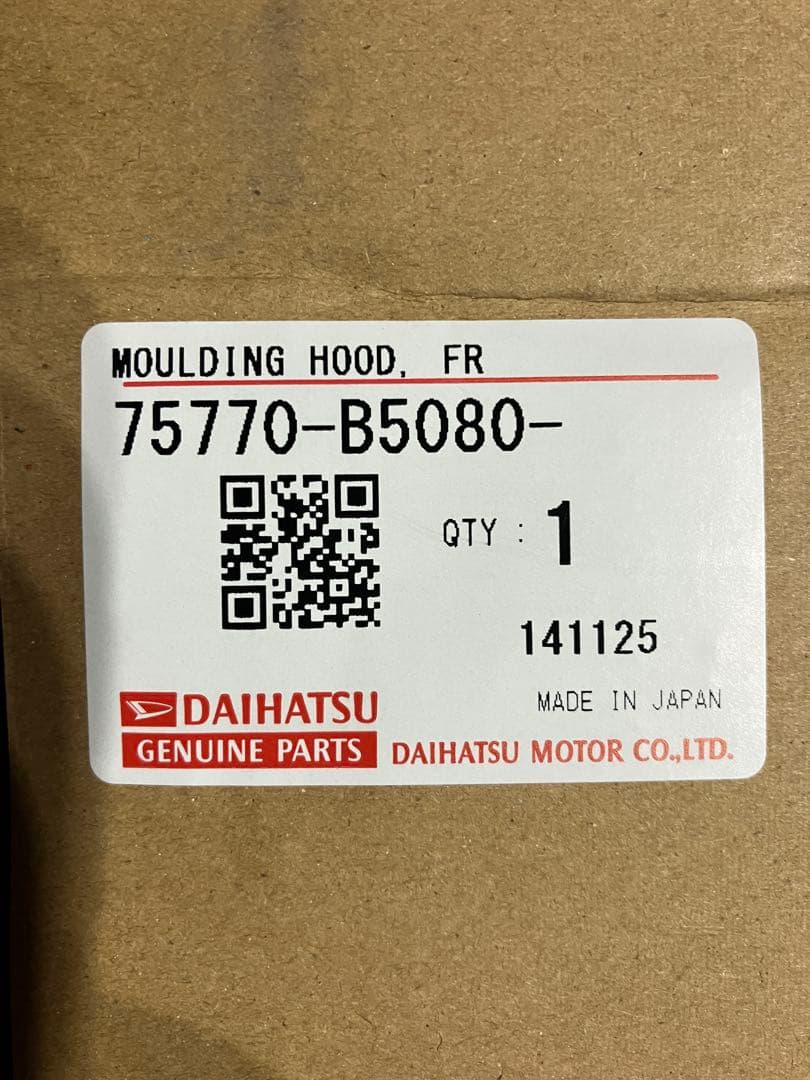 MOULDING HOOD, FR
75770-B5080-
QTY : 1
141125
DAIHATSU
MADE IN JAPAN
GENUINE PARTS
DAIHATSU MOTOR CO.,LTD.